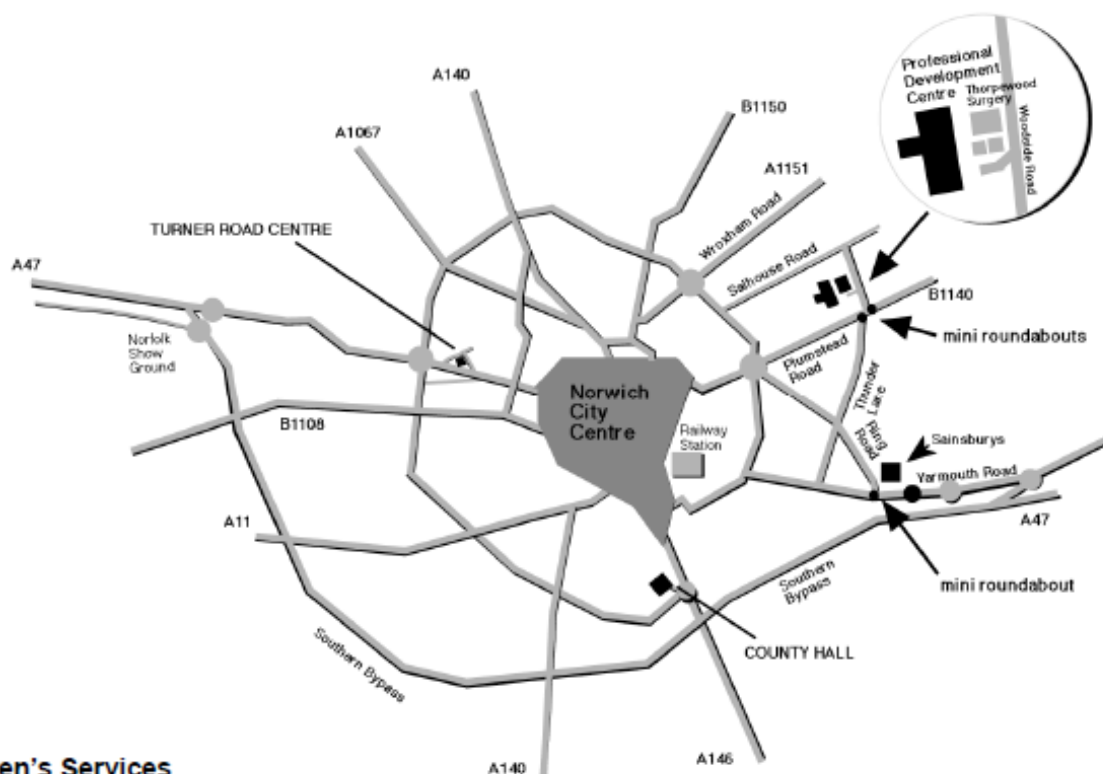 Professional
Development
Centre
Thorpewood
Surgery
Woodside Road
A140
B1150
A1067
A1151
Wroxham Road
TURNER ROAD CENTRE
Salhouse Road
A47
B1140
mini roundabouts
Norfolk
Show
Ground
Plumstead
Road
Norwich
City
Centre
Thunder Lane
Ring
Road
B1108
Railway
Station
Sainsburys
Yarmouth Road
A11
A47
mini roundabout
Southern
Bypass
Southern Bypass
COUNTY HALL
en's Services
A140
A146